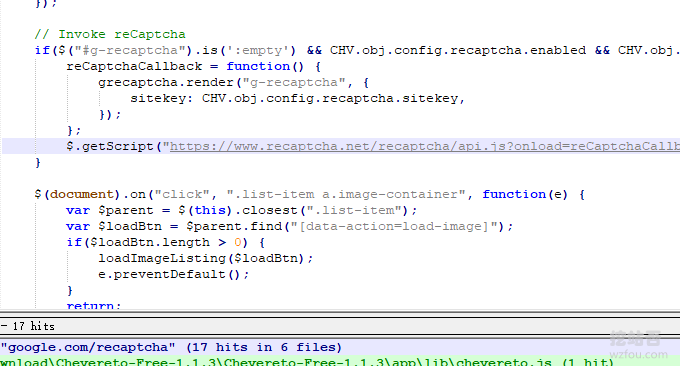 });
// Invoke reCaptcha
if($("#g-recaptcha").is(':empty') && CHV.obj.config.recaptcha.enabled && CHV.obj.
reCaptchaCallback = function() {
grecaptcha.render("g-recaptcha", {
sitekey: CHV.obj.config.recaptcha.sitekey,
});
};
$.getScript("https://www.recaptcha.net/recaptcha/api.js?onload=reCaptchaCallb
}
$(document).on("click", ".list-item a.image-container", function(e) {
var $parent = $(this).closest(".list-item");
var $loadBtn = $parent.find("[data-action=load-image]");
if($loadBtn.length > 0) {
loadImageListing($loadBtn);
e.preventDefault();
}
return;
- 17 hits
"google.com/recaptcha" (17 hits in 6 files)
wnload\Chevereto-Free-1.1.3\Chevereto-Free-1.1.3\app\lib\chevereto.js (1 hit)
挖站否
wzfou.com